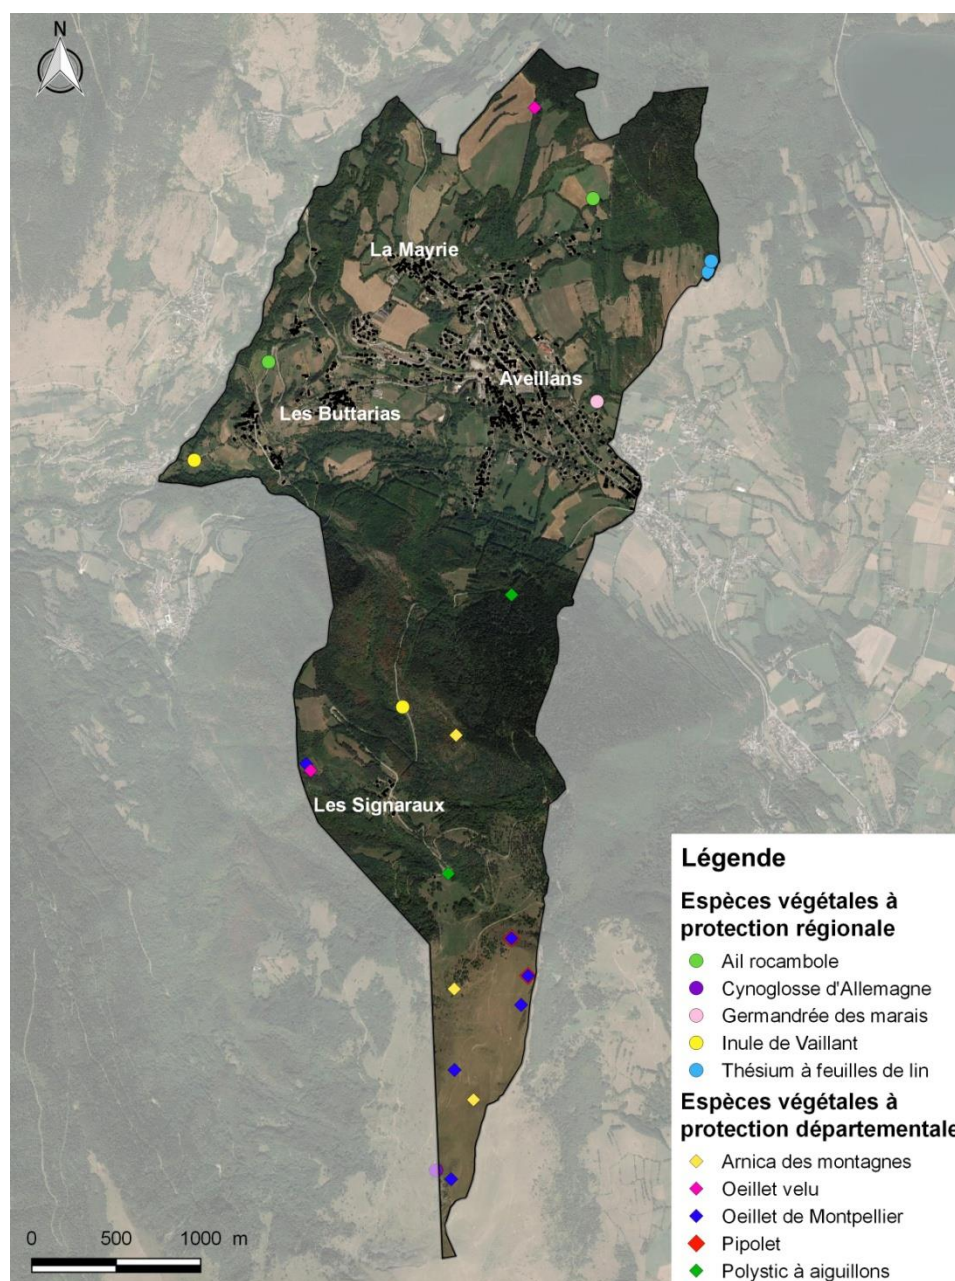 N
La Mayrie
Aveillans
Les Buttarias
Les Signaraux
Légende
Espèces végétales à
protection régionale
Ail rocambole
Cynoglosse d'Allemagne
Germandrée des marais
Inule de Vaillant
Thésium à feuilles de lin
Espèces végétales à
protection départementale
Arnica des montagnes
Oeillet velu
Oeillet de Montpellier
Pipolet
Polystic à aiguillons
0 500 1000 m